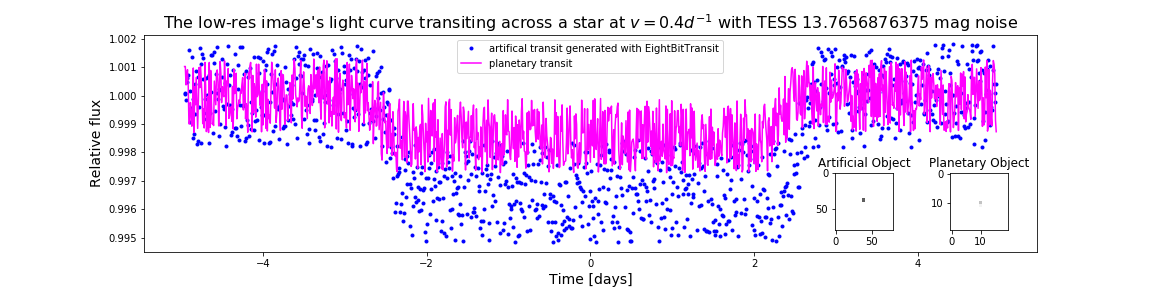 The low-res image's light curve transiting across a star at v = 0.4d⁻¹ with TESS 13.7656876375 mag noise
artifical transit generated with EightBitTransit
planetary transit
Relative flux
1.002
1.001
1.000
0.999
0.998
0.997
0.996
0.995
Artificial Object
0
50
0 50
Planetary Object
0
10
0 10
−4 −2 0 2 4
Time [days]